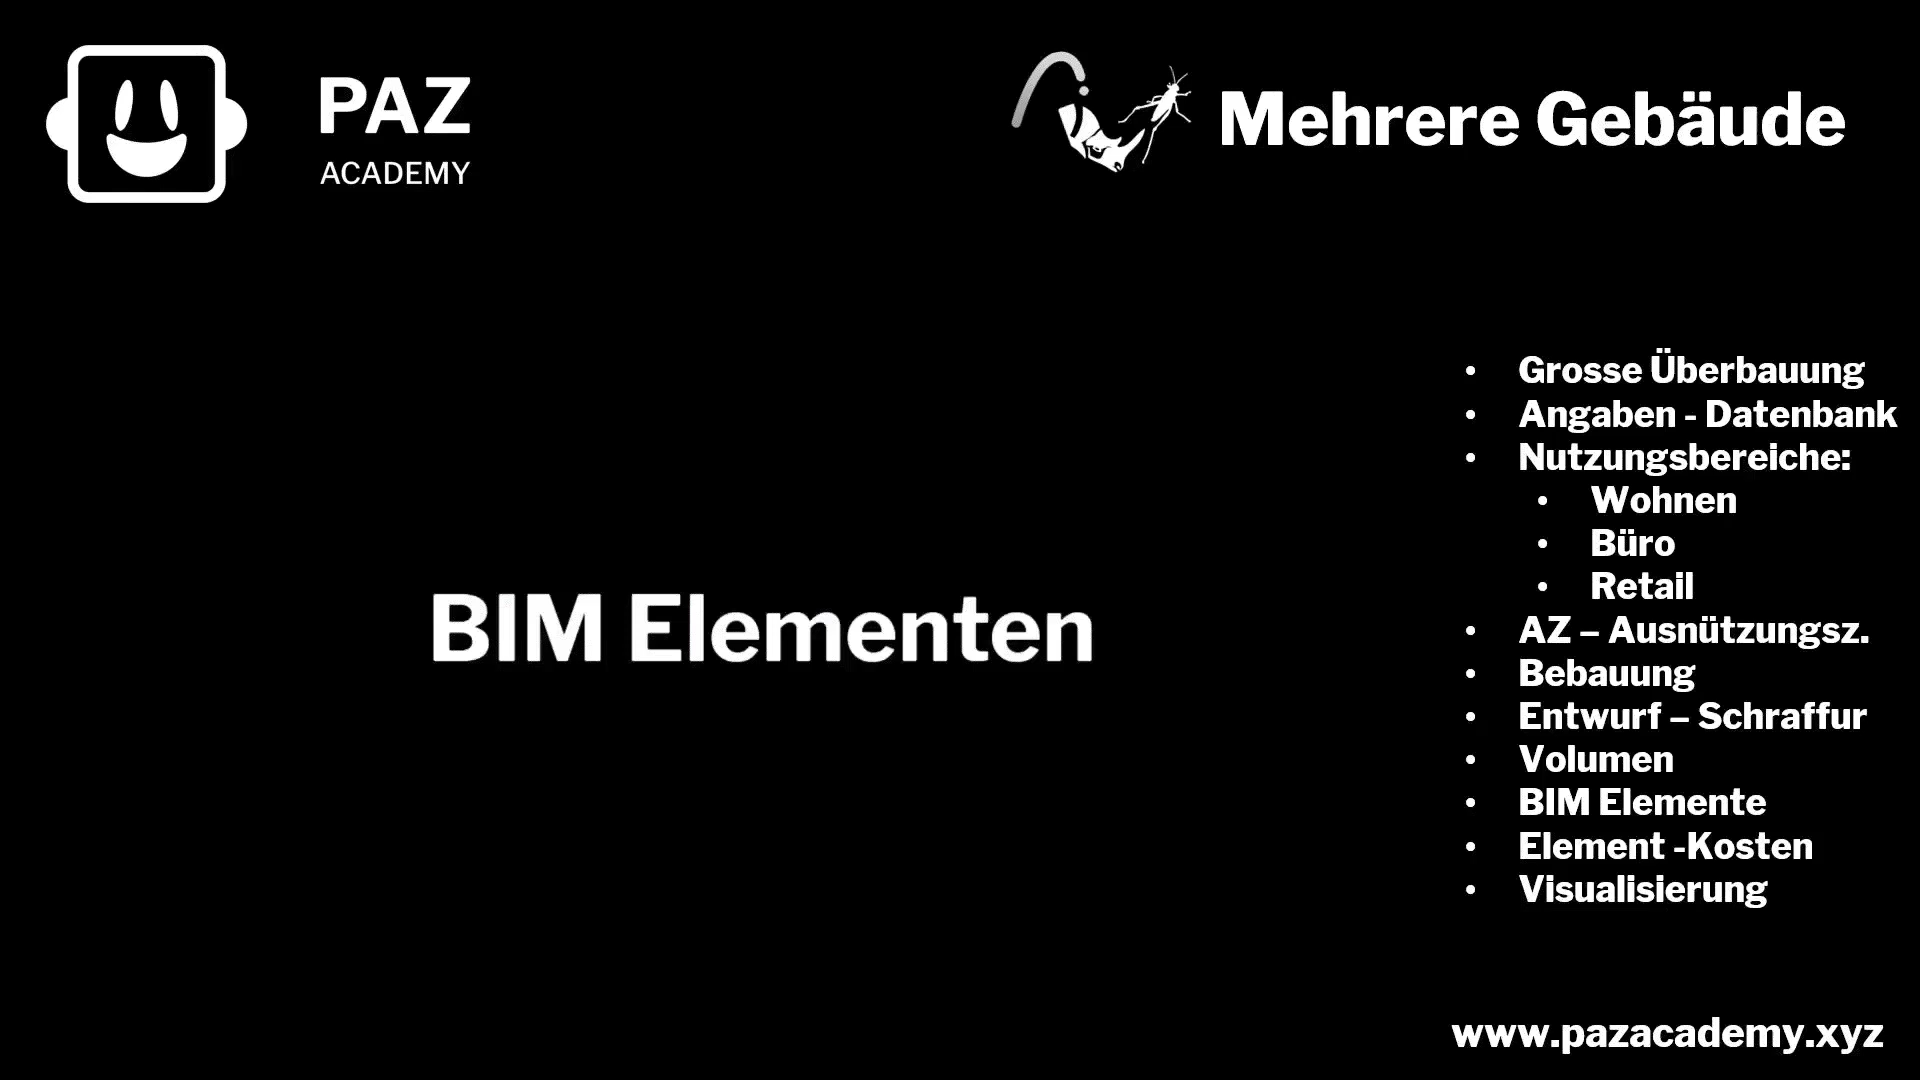 PAZ
ACADEMY
Mehrere Gebäude
BIM Elementen
• Grosse Überbauung
• Angaben - Datenbank
• Nutzungsbereiche:
• Wohnen
• Büro
• Retail
• AZ – Ausnützungsz.
• Bebauung
• Entwurf – Schraffur
• Volumen
• BIM Elemente
• Element -Kosten
• Visualisierung
www.pazacademy.xyz